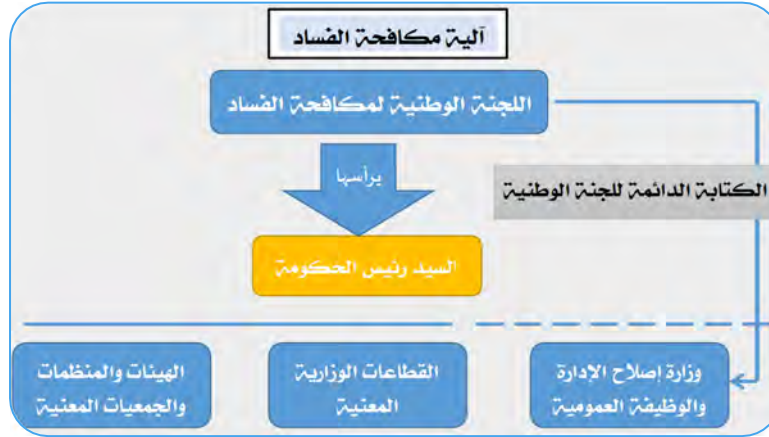 آلية مكافحة الفساد
اللجنة الوطنية لمكافحة الفساد
يرأسها
الكتابة الدائمة للجنة الوطنية
السيد رئيس الحكومة
وزارة إصلاح الإدارة
والوظيفة العمومية
القطاعات الوزارية
المعنية
الهيئات والمنظمات
والجمعيات المعنية